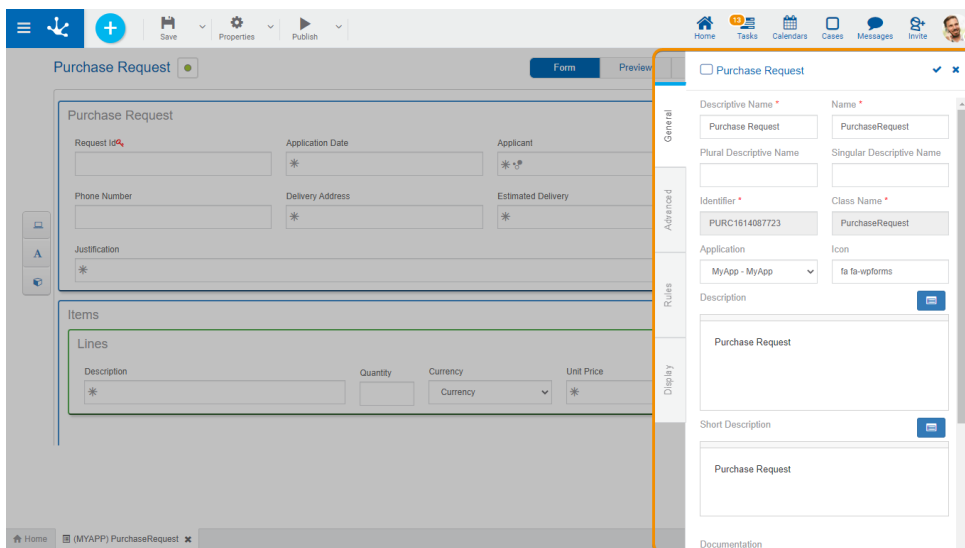 13
Save
Properties
Publish
Home
Tasks
Calendars
Cases
Messages
Invite
Purchase Request
Form
Preview
Purchase Request
Request Id
Application Date
Applicant
Phone Number
Delivery Address
Estimated Delivery
Justification
A
Items
Lines
Description
Quantity
Currency
Unit Price
Currency
Home
(MYAPP) PurchaseRequest
General
Advanced
Rules
Display
Purchase Request
Descriptive Name *
Name *
Purchase Request
PurchaseRequest
Plural Descriptive Name
Singular Descriptive Name
Identifier *
Class Name *
PURC1614087723
PurchaseRequest
Application
Icon
MyApp - MyApp
fa fa-wpforms
Description
Purchase Request
Short Description
Purchase Request
Documentation